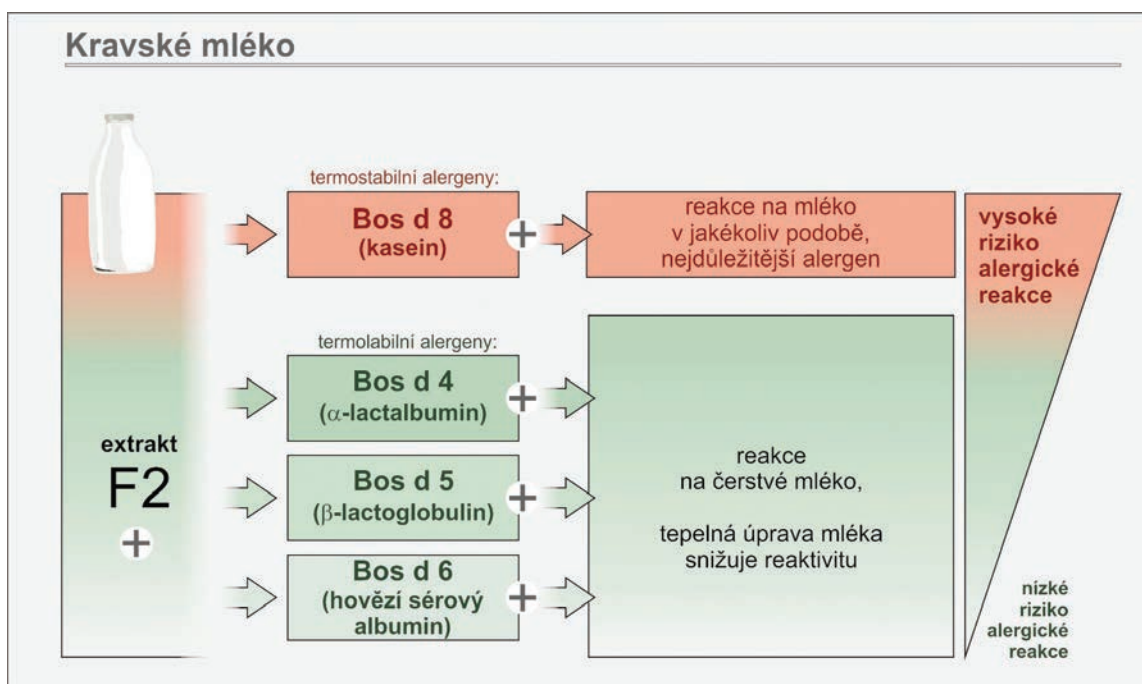 Kravské mléko
termostabilní alergeny:
Bos d 8
(kasein)
+
reakce na mléko
v jakékoliv podobě,
nejdůležitější alergen
vysoké
riziko
alergické
reakce
termolabilní alergeny:
Bos d 4
(α-lactalbumin)
+
extrakt
F2
+
Bos d 5
(β-lactoglobulin)
+
Bos d 6
(hovězí sérový
albumin)
+
reakce
na čerstvé mléko,
tepelná úprava mléka
snižuje reaktivitu
nízké
riziko
alergické
reakce